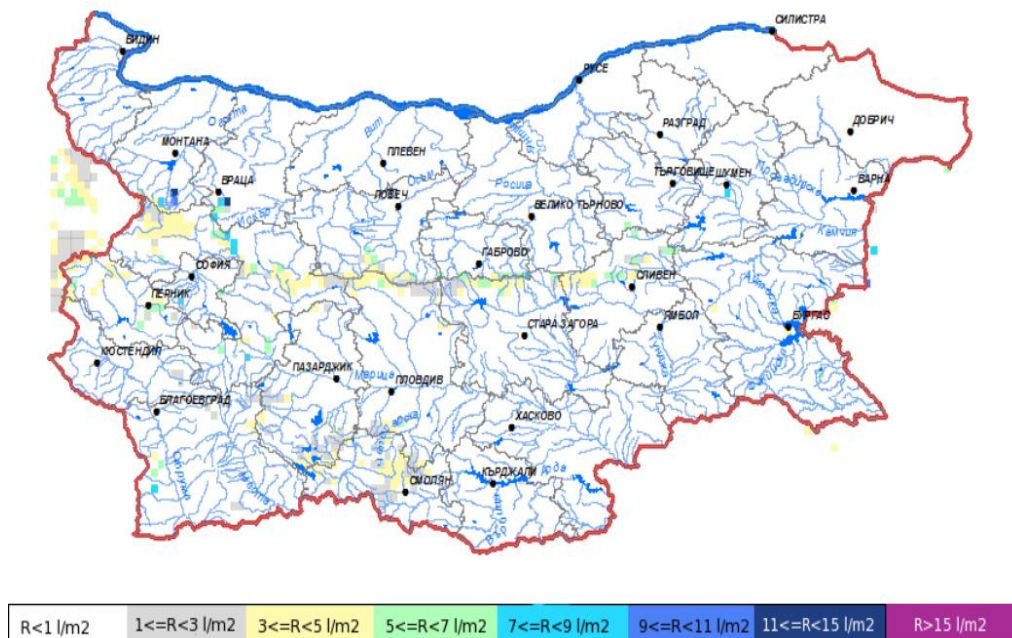 СИЛИСТРА
ВИДИН
РУСЕ
Огоста
Вит
ДОБРИЧ
РАЗГРАД
МОНТАНА
ПЛЕВЕН
Осъм
ВРАЦА
ТЪРГОВИЩЕ
ШУМЕН
Провадийска
ВАРНА
Росица
ЛОВЕЧ
Искър
ВЕЛИКО ТЪРНОВО
Камчия
ГАБРОВО
СОФИЯ
СЛИВЕН
ПЕРНИК
БУРГАС
ЯМБОЛ
СТАРА ЗАГОРА
КЮСТЕНДИЛ
ПАЗАРДЖИК
Марица
ПЛОВДИВ
БЛАГОЕВГРАД
ХАСКОВО
СМОЛЯН
КЪРДЖАЛИ
Струма
Места
R<1 l/m2
1<=R<3 l/m2
3<=R<5 l/m2
5<=R<7 l/m2
7<=R<9 l/m2
9<=R<11 l/m2
11<=R<15 l/m2
R>15 l/m2